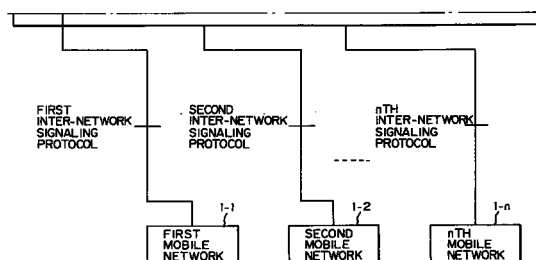 FIRST
INTER-NETWORK
SIGNALING
PROTOCOL
SECOND
INTER-NETWORK
SIGNALING
PROTOCOL
nTH
INTER-NETWORK
SIGNALING
PROTOCOL
1-1
FIRST
MOBILE
NETWORK
1-2
SECOND
MOBILE
NETWORK
1-n
nTH
MOBILE
NETWORK